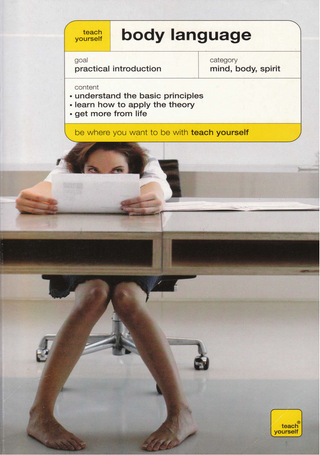 teach
yourself
body language
goal
practical introduction
category
mind, body, spirit
content
• understand the basic principles
• learn how to apply the theory
• get more from life
be where you want to be with teach yourself
teach®
yourself